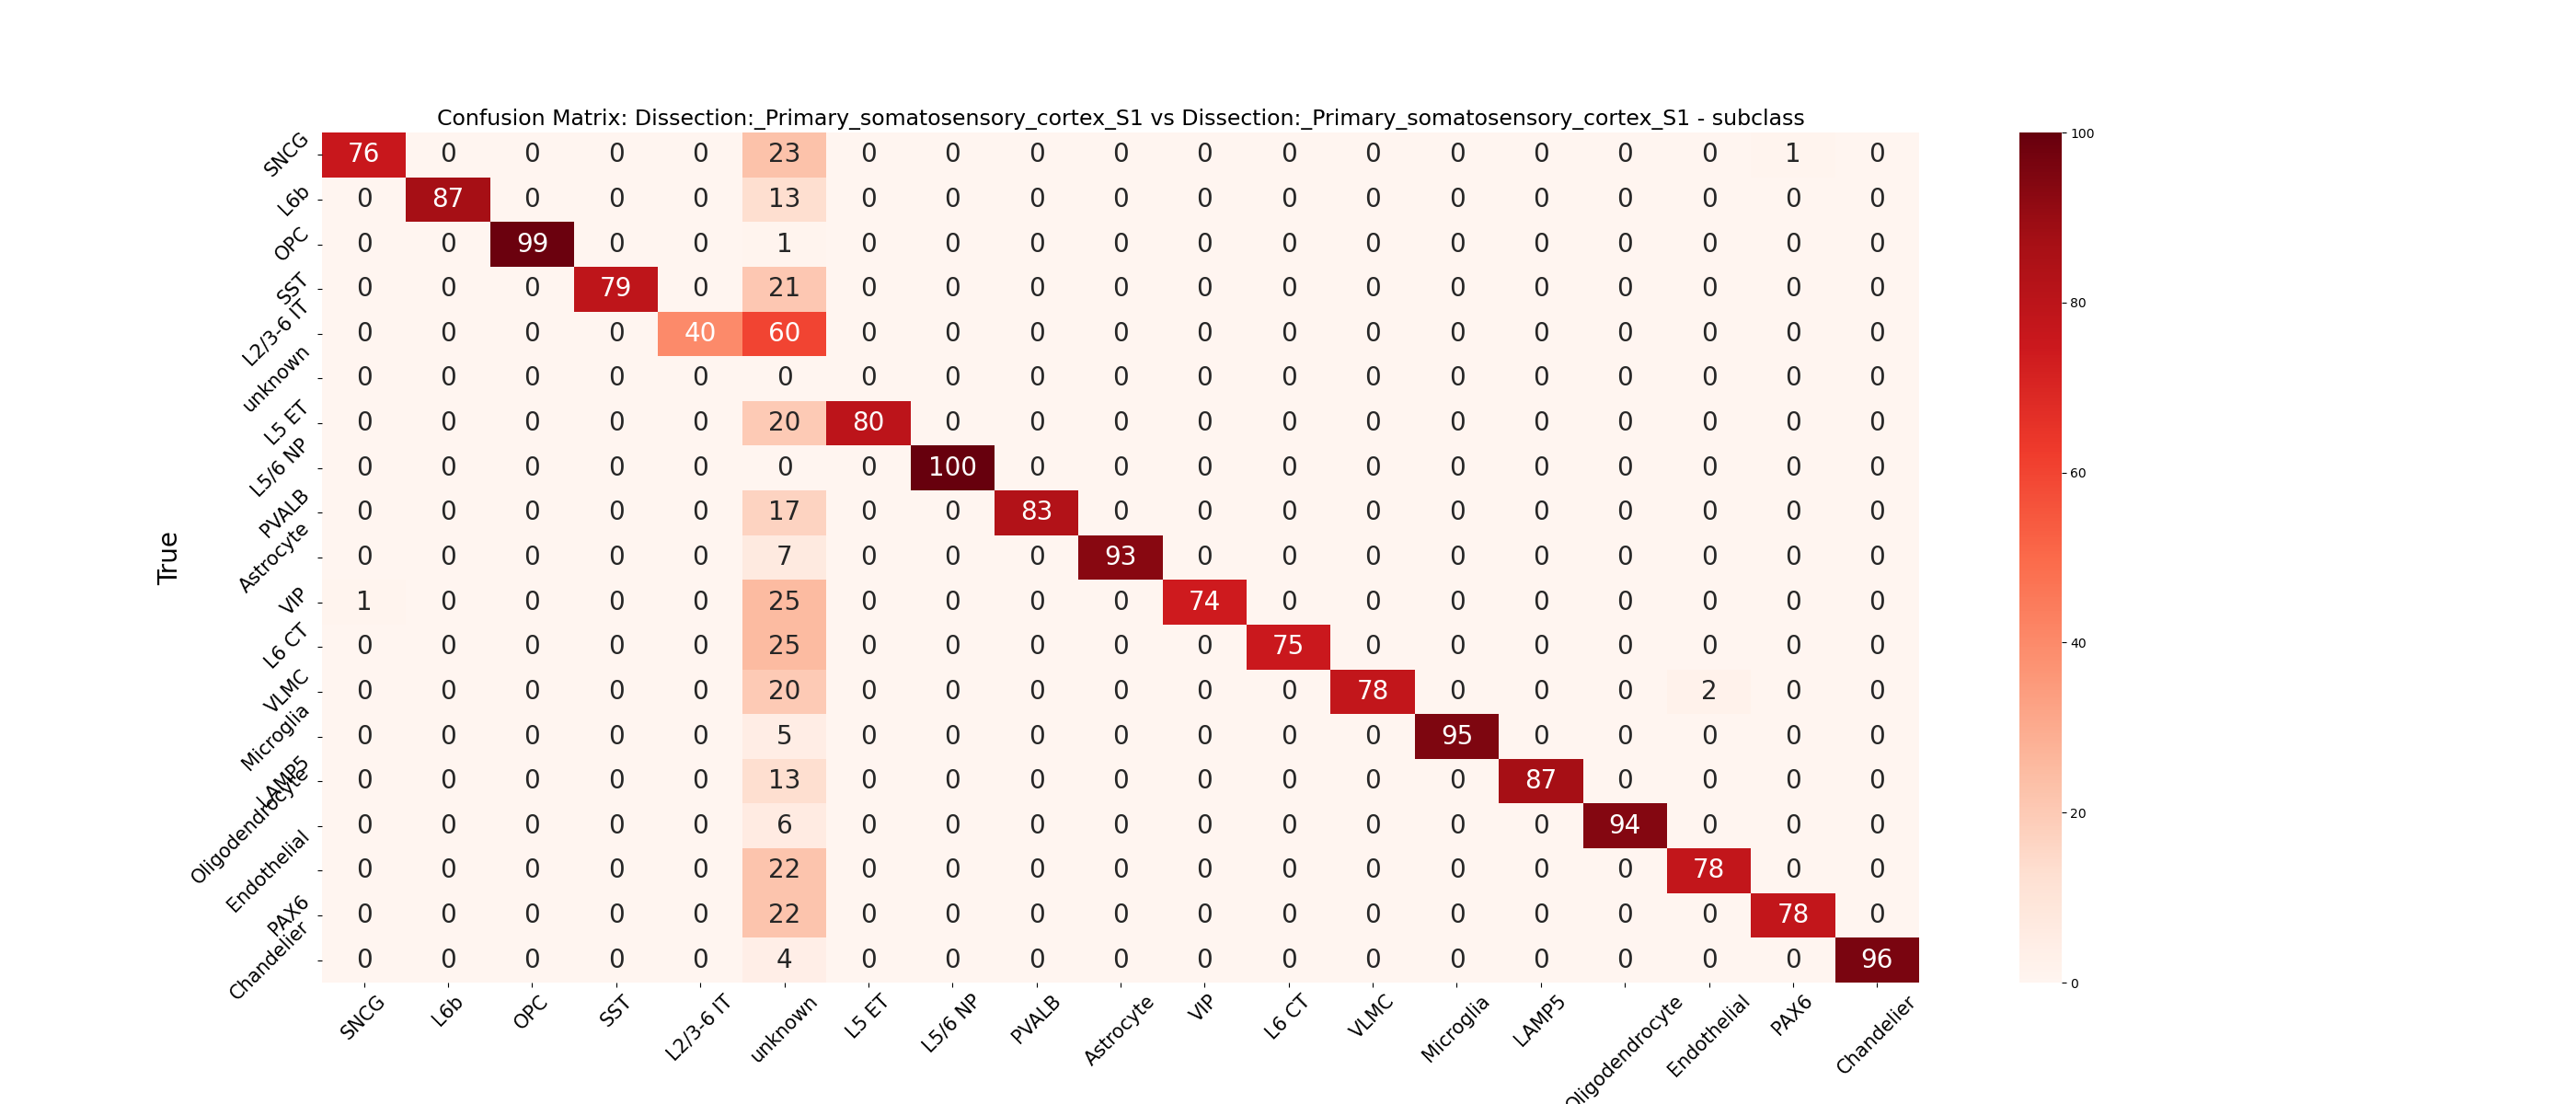 Confusion Matrix: Dissection:_Primary_somatosensory_cortex_S1 vs Dissection:_Primary_somatosensory_cortex_S1 - subclass
True
SNCG 76 0 0 0 0 23 0 0 0 0 0 0 0 0 0 0 0 1 0
L6b 0 87 0 0 0 13 0 0 0 0 0 0 0 0 0 0 0 0 0
OPC 0 0 99 0 0 1 0 0 0 0 0 0 0 0 0 0 0 0 0
SST 0 0 0 79 0 21 0 0 0 0 0 0 0 0 0 0 0 0 0
L2/3-6 IT 0 0 0 0 40 60 0 0 0 0 0 0 0 0 0 0 0 0 0
unknown 0 0 0 0 0 0 0 0 0 0 0 0 0 0 0 0 0 0 0
L5 ET 0 0 0 0 0 20 80 0 0 0 0 0 0 0 0 0 0 0 0
L5/6 NP 0 0 0 0 0 0 0 100 0 0 0 0 0 0 0 0 0 0 0
PVALB 0 0 0 0 0 17 0 0 83 0 0 0 0 0 0 0 0 0 0
Astrocyte 0 0 0 0 0 7 0 0 0 93 0 0 0 0 0 0 0 0 0
VIP 1 0 0 0 0 25 0 0 0 0 74 0 0 0 0 0 0 0 0
L6 CT 0 0 0 0 0 25 0 0 0 0 0 75 0 0 0 0 0 0 0
VLMC 0 0 0 0 0 20 0 0 0 0 0 0 78 0 0 0 2 0 0
Microglia 0 0 0 0 0 5 0 0 0 0 0 0 0 95 0 0 0 0 0
LAMP5 0 0 0 0 0 13 0 0 0 0 0 0 0 0 87 0 0 0 0
Oligodendrocyte 0 0 0 0 0 6 0 0 0 0 0 0 0 0 0 94 0 0 0
Endothelial 0 0 0 0 0 22 0 0 0 0 0 0 0 0 0 0 78 0 0
PAX6 0 0 0 0 0 22 0 0 0 0 0 0 0 0 0 0 0 78 0
Chandelier 0 0 0 0 0 4 0 0 0 0 0 0 0 0 0 0 0 0 96
SNCG L6b OPC SST L2/3-6 IT unknown L5 ET L5/6 NP PVALB Astrocyte VIP L6 CT VLMC Microglia LAMP5 Oligodendrocyte Endothelial PAX6 Chandelier
100
80
60
40
20
0